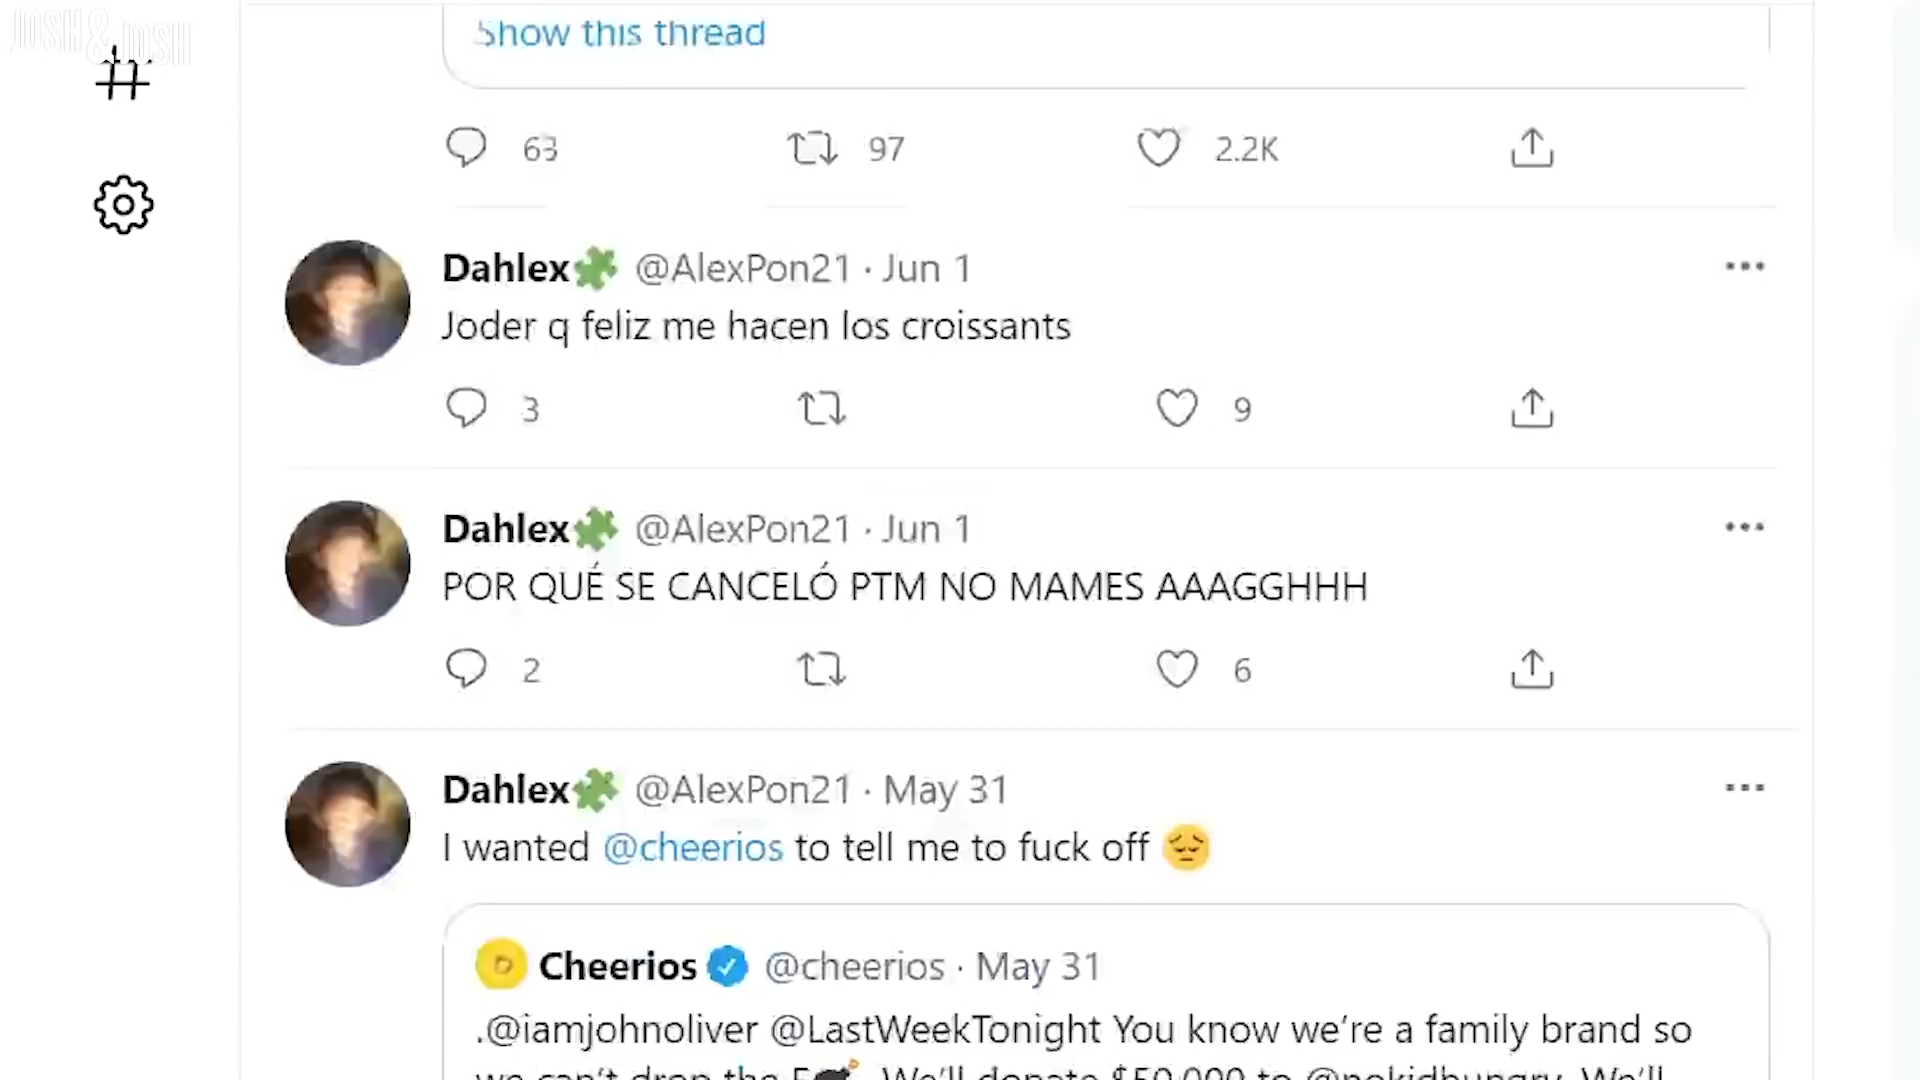 JOSH & JOSH
Show this thread
63 97 2.2K
Dahlex @AlexPon21 · Jun 1
Joder q feliz me hacen los croissants
3 9
Dahlex @AlexPon21 · Jun 1
POR QUÉ SE CANCELÓ PTM NO MAMES AAAGGHHH
2 6
Dahlex @AlexPon21 · May 31
I wanted @cheerios to tell me to fuck off
Cheerios @cheerios · May 31
.@iamjohnoliver @LastWeekTonight You know we're a family brand so
we can't drop the We'll donate $50,000 to @nokidhungry. We'll